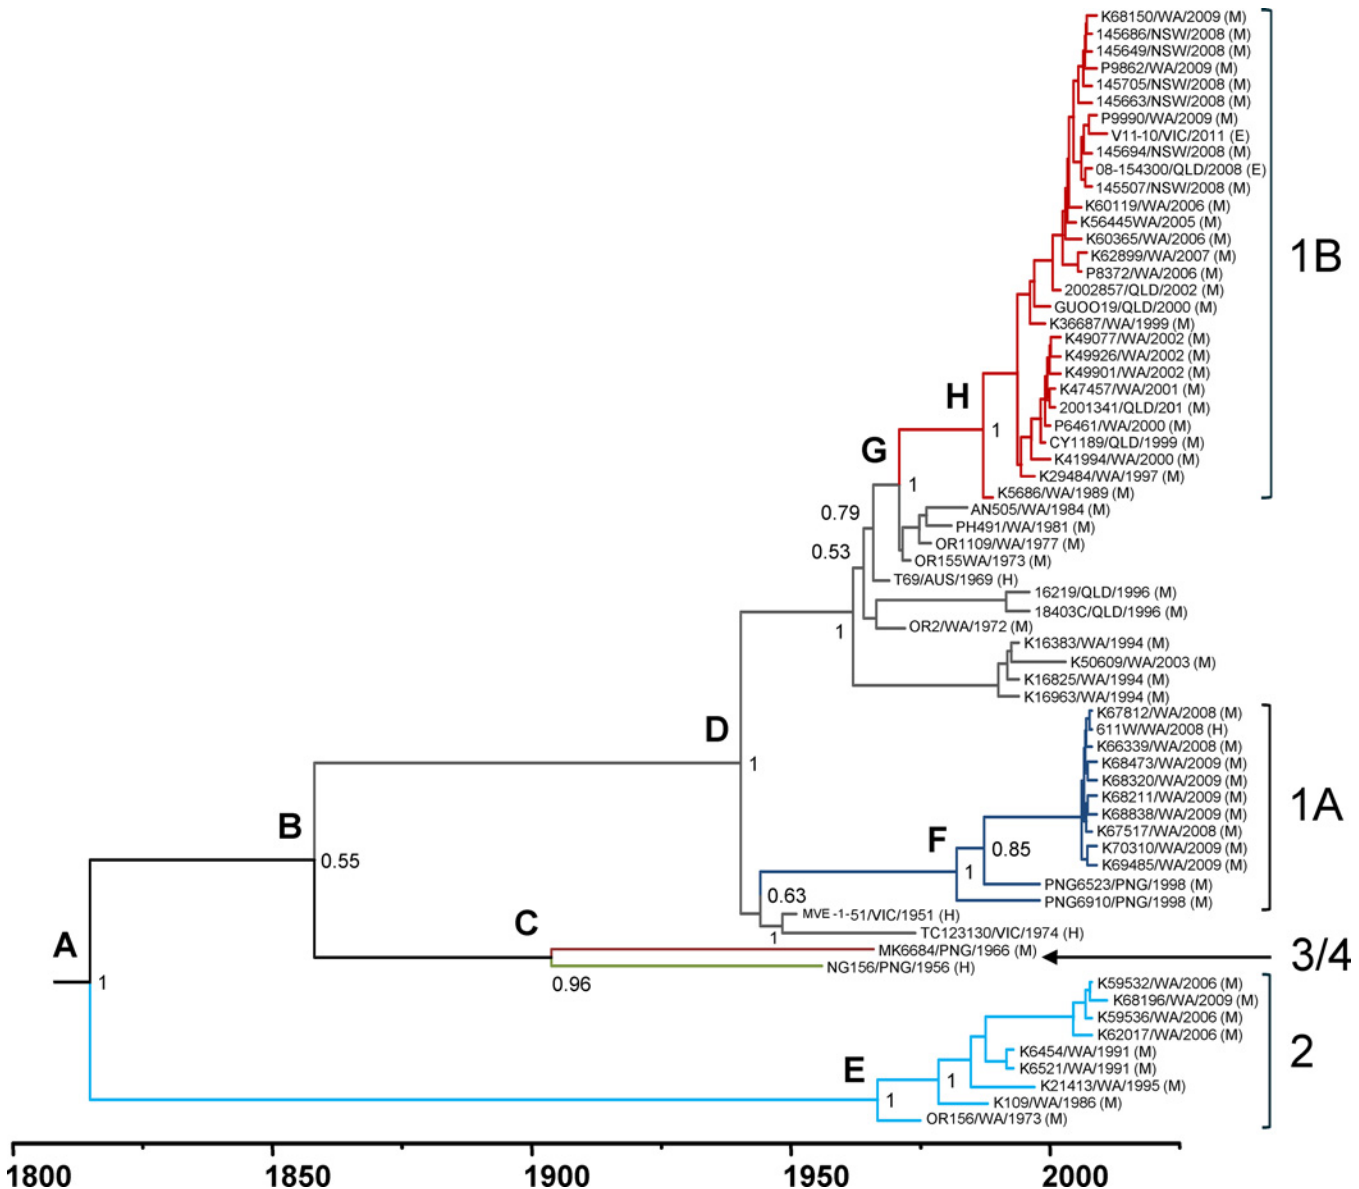 K68150/WA/2009 (M)
145686/NSW/2008 (M)
145649/NSW/2008 (M)
P9862/WA/2009 (M)
145705/NSW/2008 (M)
145663/NSW/2008 (M)
P9990/WA/2009 (M)
V11-10/VIC/2011 (E)
145694/NSW/2008 (M)
08-154300/QLD/2008 (E)
145507/NSW/2008 (M)
K60119/WA/2006 (M)
K56445WA/2005 (M)
K60365/WA/2006 (M)
1B
K62899/WA/2007 (M)
P8372/WA/2006 (M)
2002857/QLD/2002 (M)
GUOO19/QLD/2000 (M)
K36687/WA/1999 (M)
K49077/WA/2002 (M)
K49926/WA/2002 (M)
K49901/WA/2002 (M)
K47457/WA/2001 (M)
H
2001341/QLD/201 (M)
P6461/WA/2000 (M)
1
CY1189/QLD/1999 (M)
G
K41994/WA/2000 (M)
K29484/WA/1997 (M)
1
K5686/WA/1989 (M)
AN505/WA/1984 (M)
0.79
PH491/WA/1981 (M)
OR1109/WA/1977 (M)
0.53
OR155WA/1973 (M)
T69/AUS/1969 (H)
16219/QLD/1996 (M)
18403C/QLD/1996 (M)
OR2/WA/1972 (M)
1
K16383/WA/1994 (M)
K50609/WA/2003 (M)
K16825/WA/1994 (M)
K16963/WA/1994 (M)
K67812/WA/2008 (M)
D
611W/WA/2008 (H)
K66339/WA/2008 (M)
1
K68473/WA/2009 (M)
K68320/WA/2009 (M)
K68211/WA/2009 (M)
1A
K68838/WA/2009 (M)
B
K67517/WA/2008 (M)
F
0.85
K70310/WA/2009 (M)
0.55
K69485/WA/2009 (M)
1
PNG6523/PNG/1998 (M)
0.63
PNG6910/PNG/1998 (M)
MVE -1-51/VIC/1951 (H)
C
TC123130/VIC/1974 (H)
1
A
MK6684/PNG/1966 (M)
3/4
NG156/PNG/1956 (H)
1
0.96
K59532/WA/2006 (M)
K68196/WA/2009 (M)
K59536/WA/2006 (M)
K62017/WA/2006 (M)
2
K6454/WA/1991 (M)
E
K6521/WA/1991 (M)
1
K21413/WA/1995 (M)
1
K109/WA/1986 (M)
OR156/WA/1973 (M)
1800 1850 1900 1950 2000